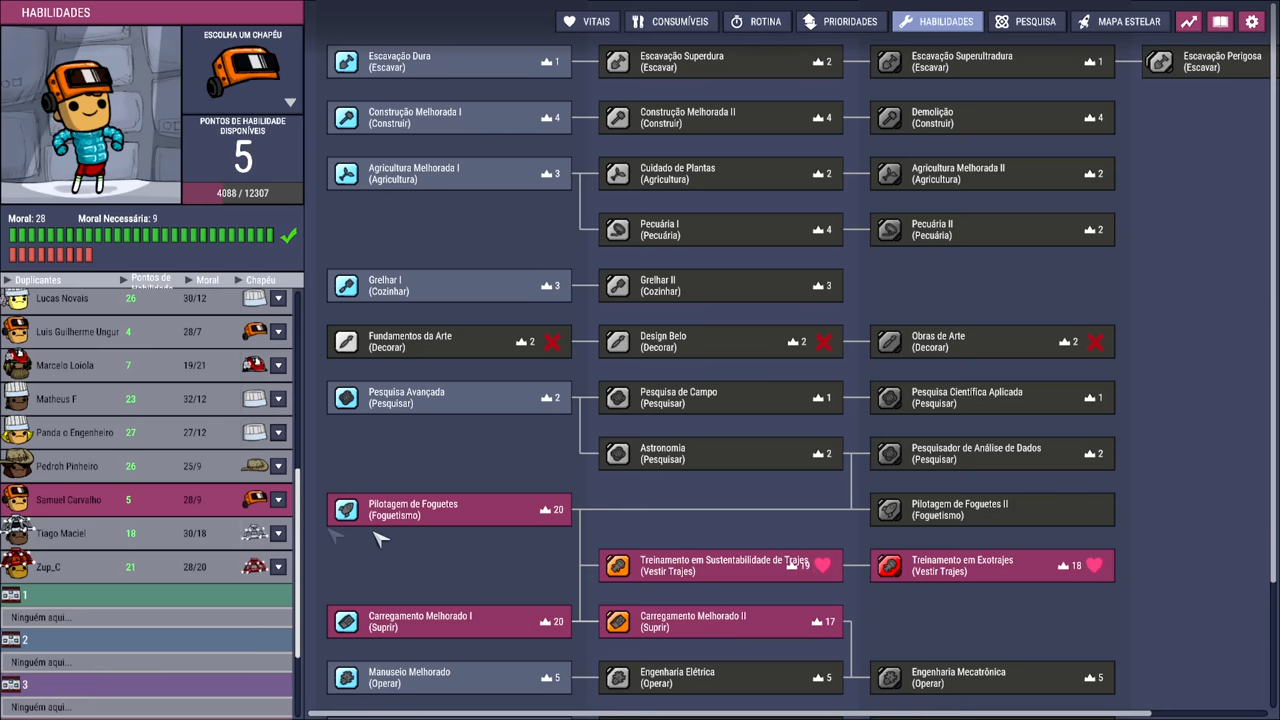 HABILIDADES
VITAIS
CONSUMÍVEIS
ROTINA
PRIORIDADES
HABILIDADES
PESQUISA
MAPA ESTELAR
ESCOLHA UM CHAPÉU
PONTOS DE
HABILIDADE
DISPONÍVEIS
5
4088 / 12307
Moral: 28
Moral Necessária: 9
Duplicantes
Pontos de
Habilidade
Moral
Chapéu
Lucas Novais 26 30/12
Luis Guilherme Ungur 4 28/7
Marcelo Loiola 7 19/21
Matheus F 23 32/12
Panda o Engenheiro 27 27/12
Pedroh Pinheiro 26 25/9
Samuel Carvalho 5 28/9
Tiago Maciel 18 30/18
Zup_C 21 28/20
1
Ninguém aqui...
2
Ninguém aqui...
3
Ninguém aqui...
Escavação Dura
(Escavar)
1
Escavação Superdura
(Escavar)
2
Escavação Superultradura
(Escavar)
1
Escavação Perigosa
(Escavar)
Construção Melhorada I
(Construir)
4
Construção Melhorada II
(Construir)
4
Demolição
(Construir)
4
Agricultura Melhorada I
(Agricultura)
3
Cuidado de Plantas
(Agricultura)
2
Agricultura Melhorada II
(Agricultura)
2
Pecuária I
(Pecuária)
4
Pecuária II
(Pecuária)
2
Grelhar I
(Cozinhar)
3
Grelhar II
(Cozinhar)
3
Fundamentos da Arte
(Decorar)
2
Design Belo
(Decorar)
2
Obras de Arte
(Decorar)
2
Pesquisa Avançada
(Pesquisar)
2
Pesquisa de Campo
(Pesquisar)
1
Pesquisa Científica Aplicada
(Pesquisar)
1
Astronomia
(Pesquisar)
2
Pesquisador de Análise de Dados
(Pesquisar)
2
Pilotagem de Foguetes
(Foguetismo)
20
Pilotagem de Foguetes II
(Foguetismo)
Treinamento em Sustentabilidade de Trajes
(Vestir Trajes)
19
Treinamento em Exotrajes
(Vestir Trajes)
18
Carregamento Melhorado I
(Suprir)
20
Carregamento Melhorado II
(Suprir)
17
Manuseio Melhorado
(Operar)
5
Engenharia Elétrica
(Operar)
5
Engenharia Mecatrônica
(Operar)
5